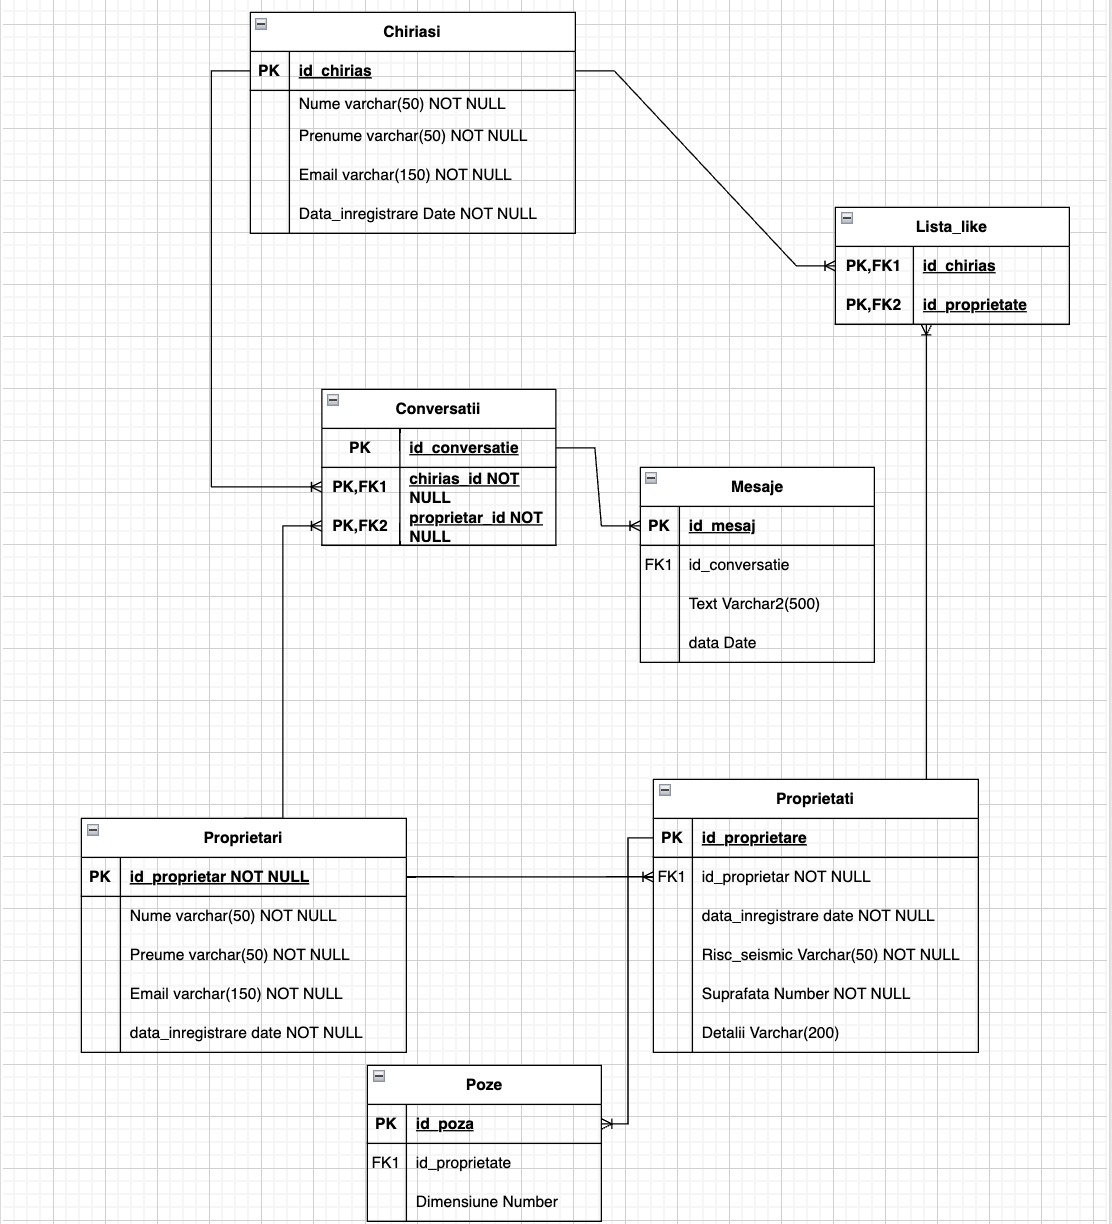 Chiriasi
PK id_chirias
Nume varchar(50) NOT NULL
Prenume varchar(50) NOT NULL
Email varchar(150) NOT NULL
Data_inregistrare Date NOT NULL
Lista_like
PK,FK1 id_chirias
PK,FK2 id_proprietate
Conversatii
PK id_conversatie
PK,FK1 chirias_id NOT
NULL
PK,FK2 proprietar_id NOT
NULL
Mesaje
PK id_mesaj
FK1 id_conversatie
Text Varchar2(500)
data Date
Proprietari
PK id_proprietar NOT NULL
Nume varchar(50) NOT NULL
Preume varchar(50) NOT NULL
Email varchar(150) NOT NULL
data_inregistrare date NOT NULL
Proprietati
PK id_proprietare
FK1 id_proprietar NOT NULL
data_inregistrare date NOT NULL
Risc_seismic Varchar(50) NOT NULL
Suprafata Number NOT NULL
Detalii Varchar(200)
Poze
PK id_poza
FK1 id_proprietate
Dimensiune Number